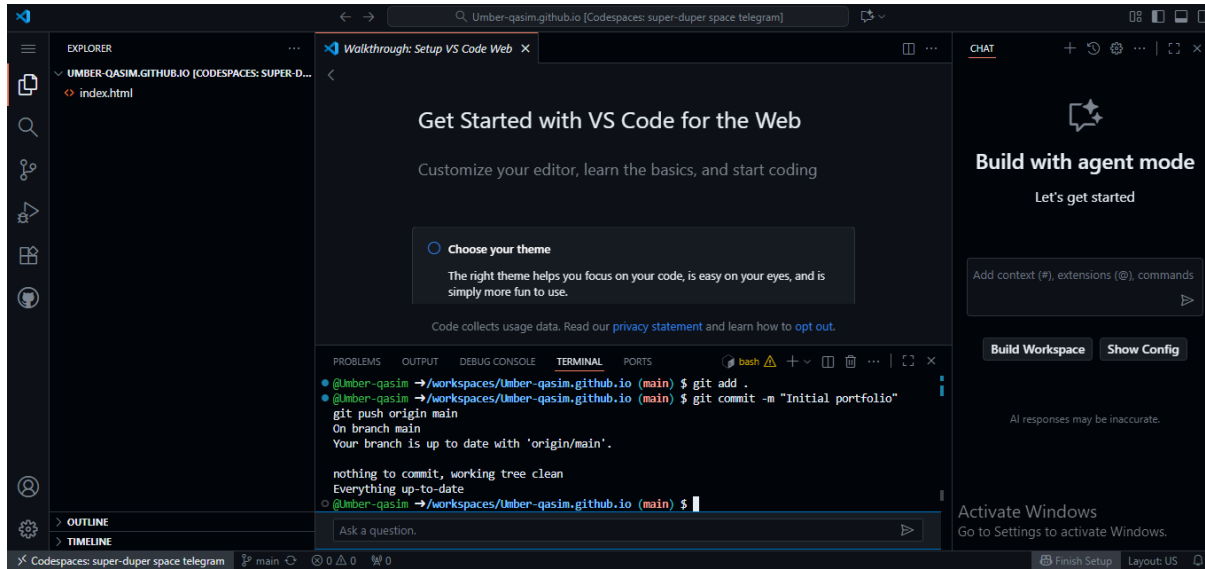 Umber-qasim.github.io [Codespaces: super-duper space telegram]
EXPLORER
UMBER-QASIM.GITHUB.IO [CODESPACES: SUPER-D...
index.html
Walkthrough: Setup VS Code Web
Get Started with VS Code for the Web
Customize your editor, learn the basics, and start coding
Choose your theme
The right theme helps you focus on your code, is easy on your eyes, and is
simply more fun to use.
Code collects usage data. Read our privacy statement and learn how to opt out.
PROBLEMS OUTPUT DEBUG CONSOLE TERMINAL PORTS bash
@Umber-qasim ➜/workspaces/Umber-qasim.github.io (main) $ git add .
@Umber-qasim ➜/workspaces/Umber-qasim.github.io (main) $ git commit -m "Initial portfolio"
git push origin main
On branch main
Your branch is up to date with 'origin/main'.
nothing to commit, working tree clean
Everything up-to-date
@Umber-qasim ➜/workspaces/Umber-qasim.github.io (main) $
Ask a question.
CHAT
Build with agent mode
Let's get started
Add context (#), extensions (@), commands
Build Workspace Show Config
AI responses may be inaccurate.
Activate Windows
Go to Settings to activate Windows.
OUTLINE
TIMELINE
Codespaces: super-duper space telegram main 0 0 0 Finish Setup Layout: US